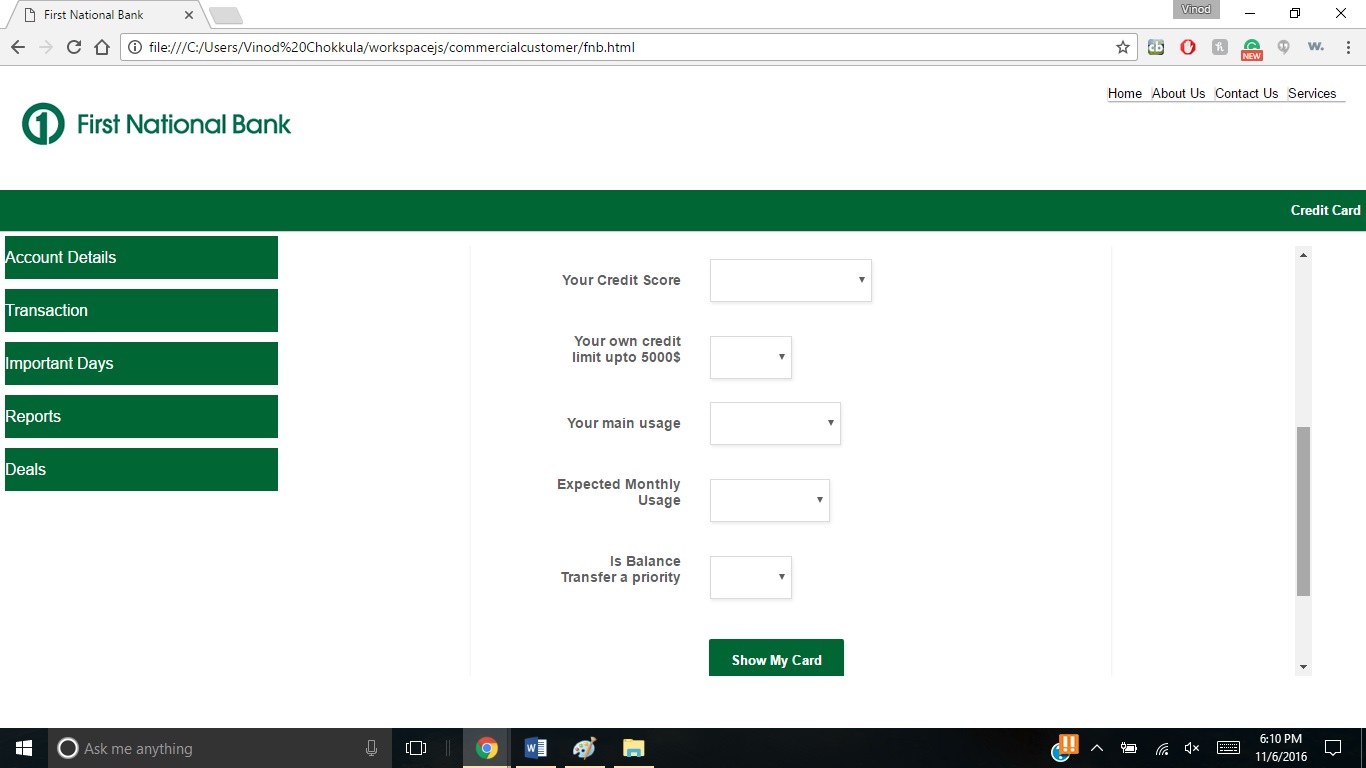 First National Bank
Vinod
file:///C:/Users/Vinod%20Chokkula/workspacejs/commercialcustomer/fnb.html
cb
h
NEW
w.
Home About Us Contact Us Services
1 First National Bank
Credit Card
Account Details
Transaction
Important Days
Reports
Deals
Your Credit Score
Your own credit
limit upto 5000$
Your main usage
Expected Monthly
Usage
Is Balance
Transfer a priority
Show My Card
Ask me anything
W
6:10 PM
11/6/2016